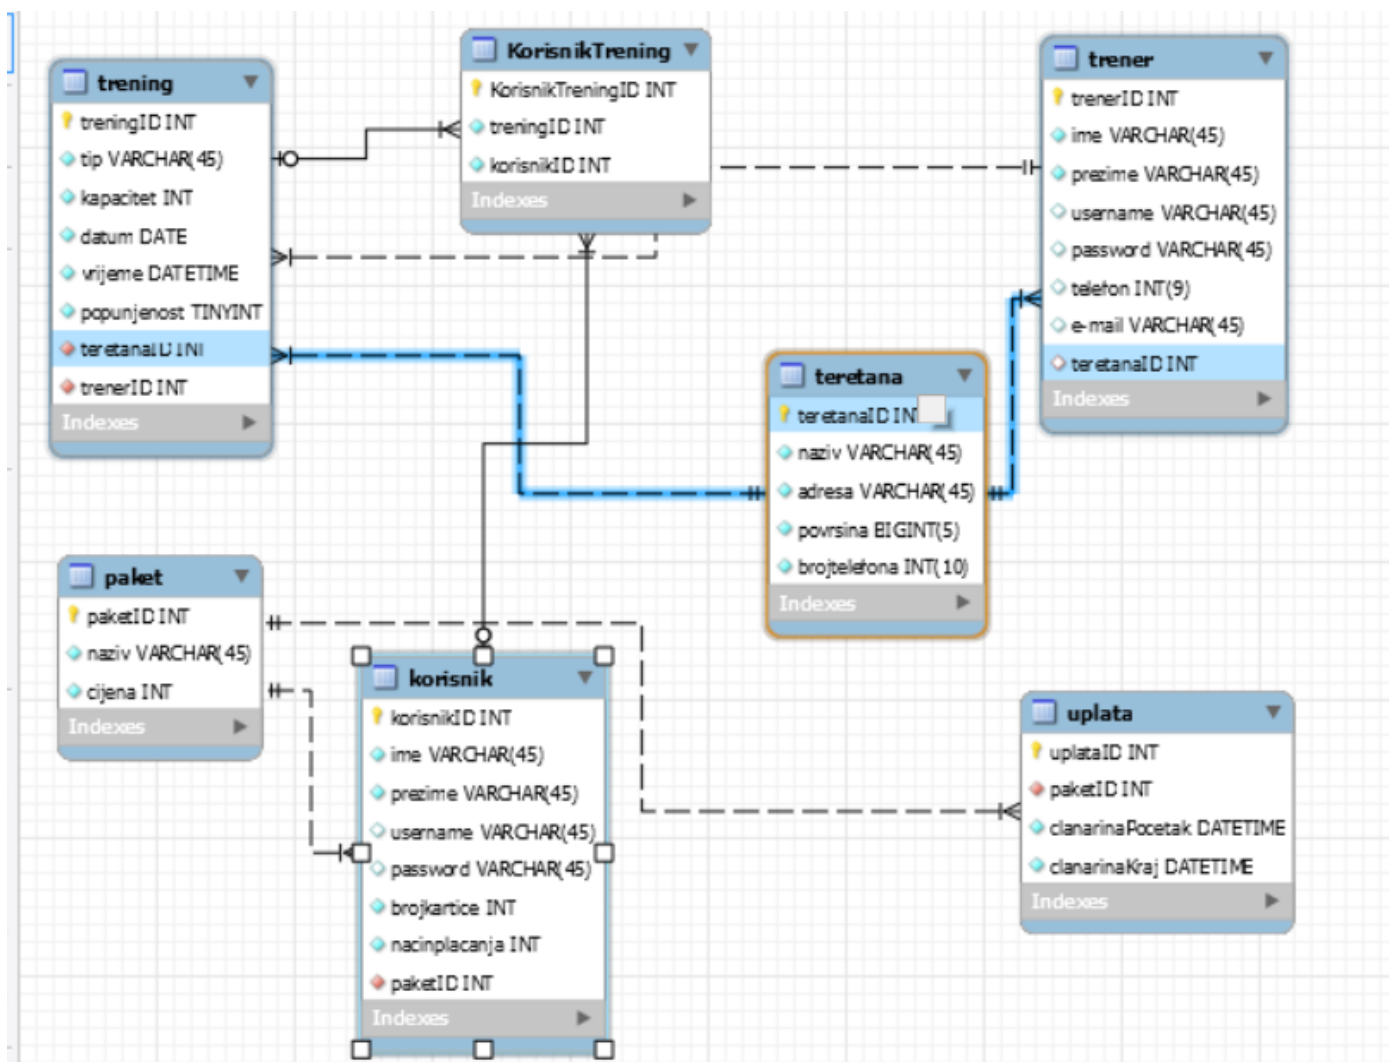 trening
treningID INT
tip VARCHAR(45)
kapacitet INT
datum DATE
vrijeme DATETIME
popunjenost TINYINT
teretanaID INT
trenerID INT
Indexes
KorisnikTrening
KorisnikTreningID INT
treningID INT
korisnikID INT
Indexes
trener
trenerID INT
ime VARCHAR(45)
prezime VARCHAR(45)
username VARCHAR(45)
password VARCHAR(45)
telefon INT(9)
e-mail VARCHAR(45)
teretanaID INT
Indexes
teretana
teretanaID IN
naziv VARCHAR(45)
adresa VARCHAR(45)
povrsina BIGINT(5)
brojtelefona INT(10)
Indexes
paket
paketID INT
naziv VARCHAR(45)
cijena INT
Indexes
korisnik
korisnikID INT
ime VARCHAR(45)
prezime VARCHAR(45)
username VARCHAR(45)
password VARCHAR(45)
brojkartice INT
nacinplacanja INT
paketID INT
Indexes
uplata
uplataID INT
paketID INT
clanarinaPocetak DATETIME
clanarinaKraj DATETIME
Indexes